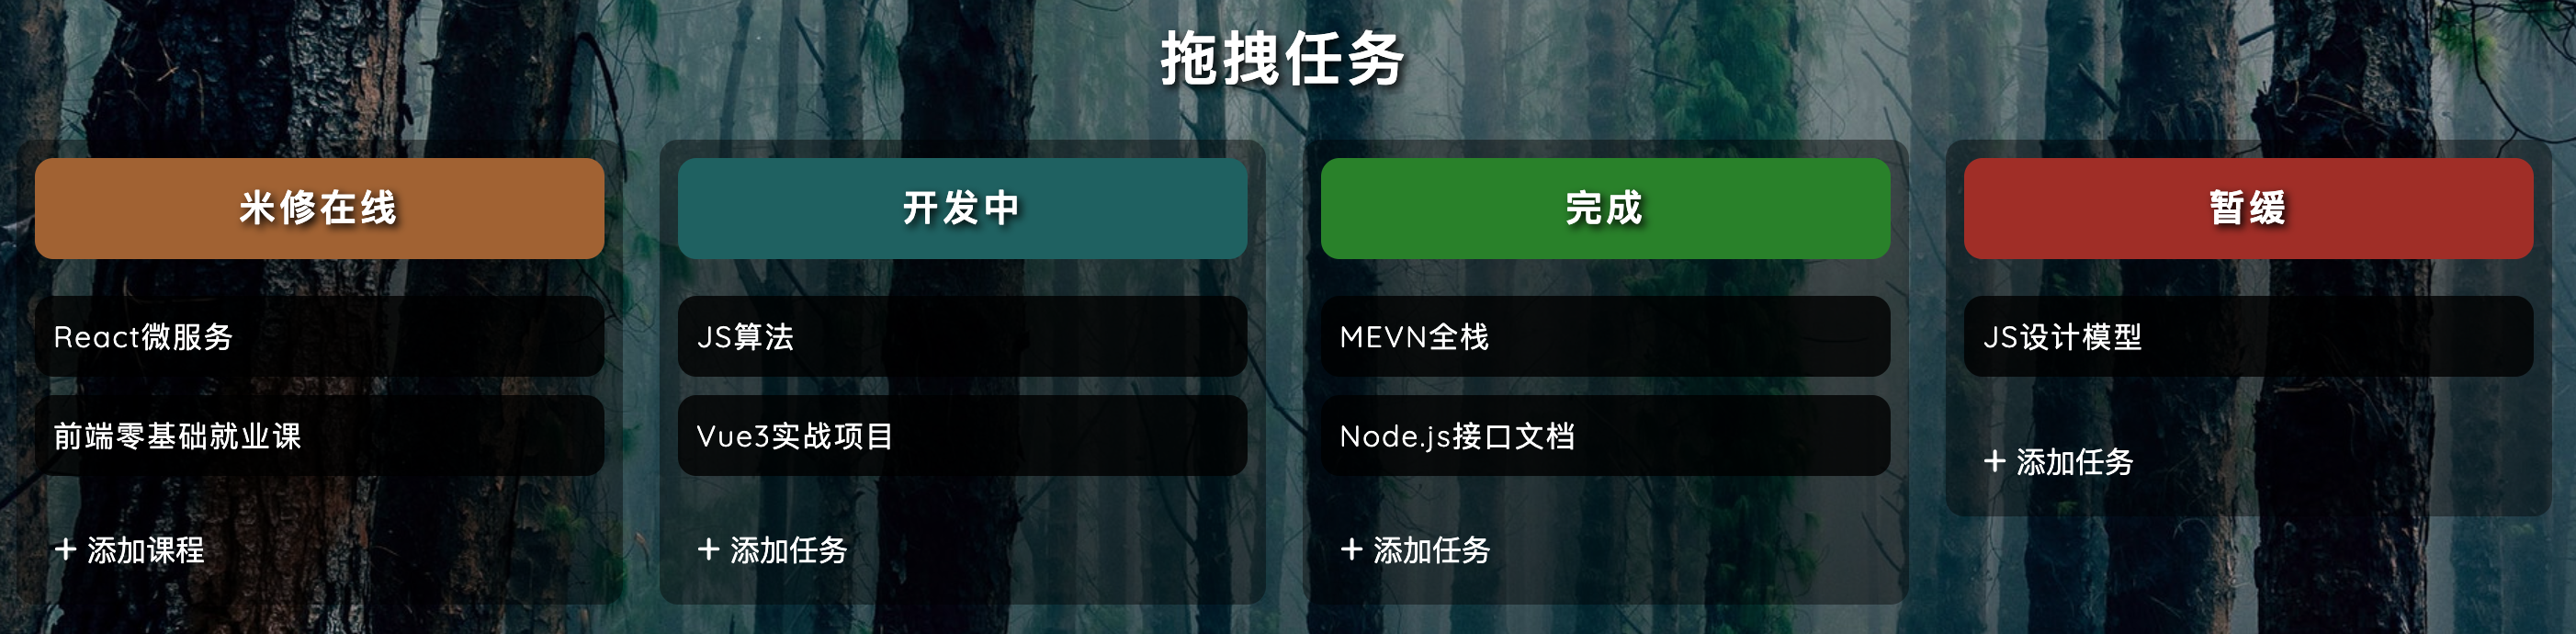 拖拽任务
米修在线
React微服务
前端零基础就业课
+ 添加课程
开发中
JS算法
Vue3实战项目
+ 添加任务
完成
MEVN全栈
Node.js接口文档
+ 添加任务
暂缓
JS设计模型
+ 添加任务